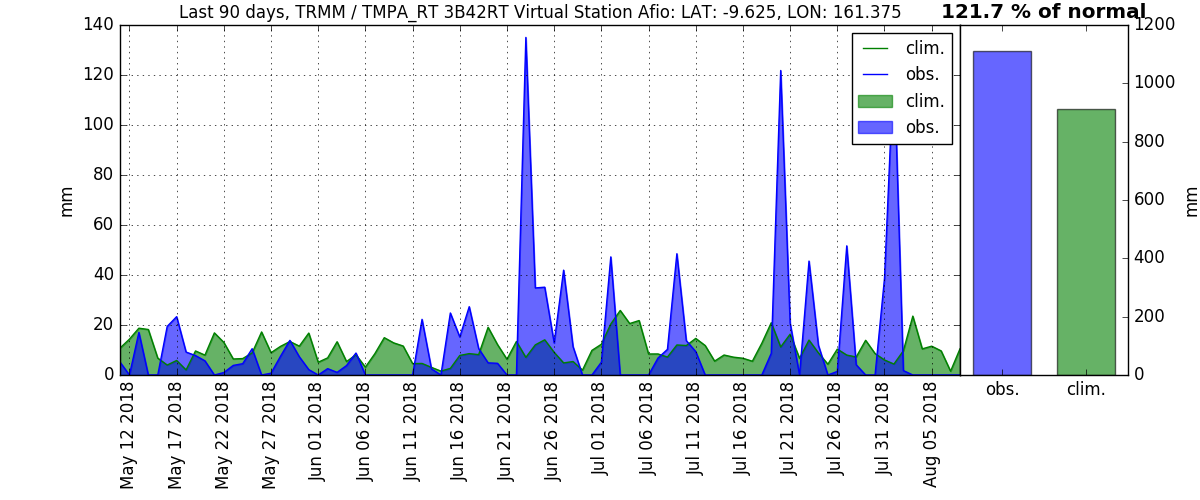 Last 90 days, TRMM / TMPA_RT 3B42RT Virtual Station Afio: LAT: -9.625, LON: 161.375
121.7 % of normal
140
120
100
80
60
40
20
0
mm
clim.
obs.
clim.
obs.
1200
1000
800
600
400
200
0
mm
May 12 2018
May 17 2018
May 22 2018
May 27 2018
Jun 01 2018
Jun 06 2018
Jun 11 2018
Jun 16 2018
Jun 21 2018
Jun 26 2018
Jul 01 2018
Jul 06 2018
Jul 11 2018
Jul 16 2018
Jul 21 2018
Jul 26 2018
Jul 31 2018
Aug 05 2018
obs.
clim.